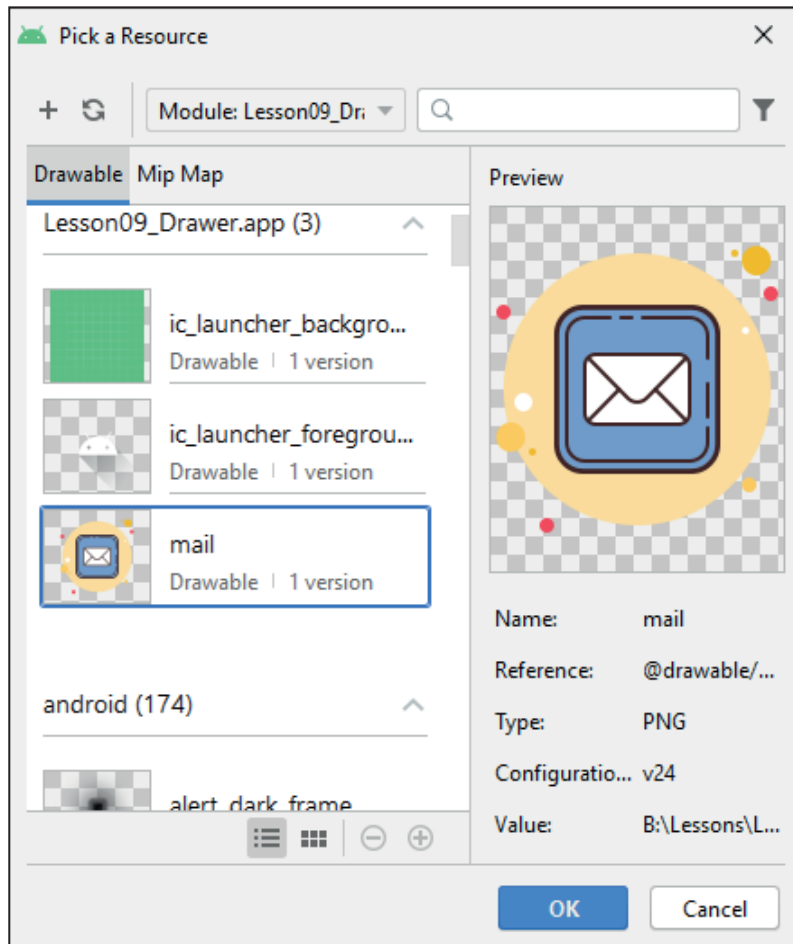 Pick a Resource
Module: Lesson09_Dra
Drawable Mip Map
Lesson09_Drawer.app (3)
ic_launcher_backgro...
Drawable | 1 version
ic_launcher_foregrou...
Drawable | 1 version
mail
Drawable | 1 version
android (174)
alert_dark_frame
Preview
Name: mail
Reference: @drawable/...
Type: PNG
Configuratio... v24
Value: B:\Lessons\L...
OK Cancel